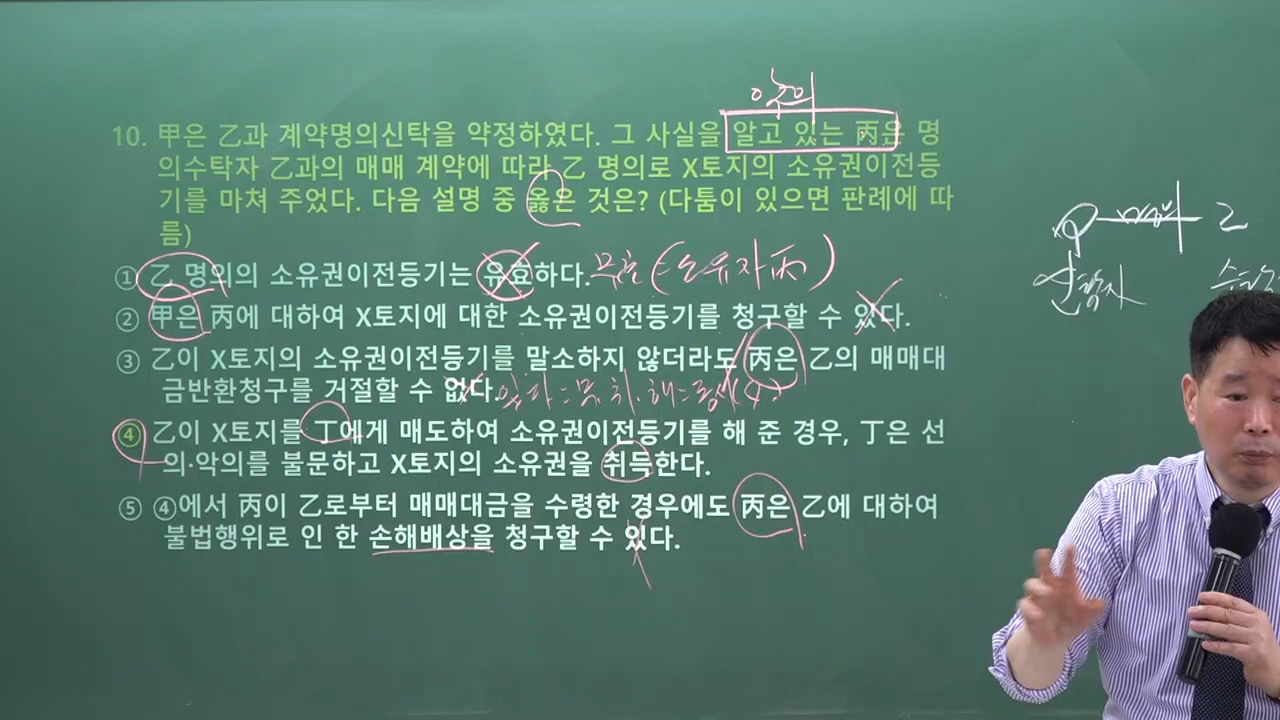 악의
10. 甲은 乙과 계약명의신탁을 약정하였다. 그 사실을 알고 있는 丙은 명
의수탁자 乙과의 매매 계약에 따라 乙 명의로 X토지의 소유권이전등
기를 마쳐 주었다. 다음 설명 중 옳은 것은? (다툼이 있으면 판례에 따
름)
① 乙 명의의 소유권이전등기는 유효하다. 무효(=소유자丙)
② 甲은 丙에 대하여 X토지에 대한 소유권이전등기를 청구할 수 있다.
③ 乙이 X토지의 소유권이전등기를 말소하지 않더라도 丙은 乙의 매매대
금반환청구를 거절할 수 없다.
④ 乙이 X토지를 丁에게 매도하여 소유권이전등기를 해 준 경우, 丁은 선
의·악의를 불문하고 X토지의 소유권을 취득한다.
⑤ ④에서 丙이 乙로부터 매매대금을 수령한 경우에도 丙은 乙에 대하여
불법행위로 인 한 손해배상을 청구할 수 있다.
甲 乙
신탁자